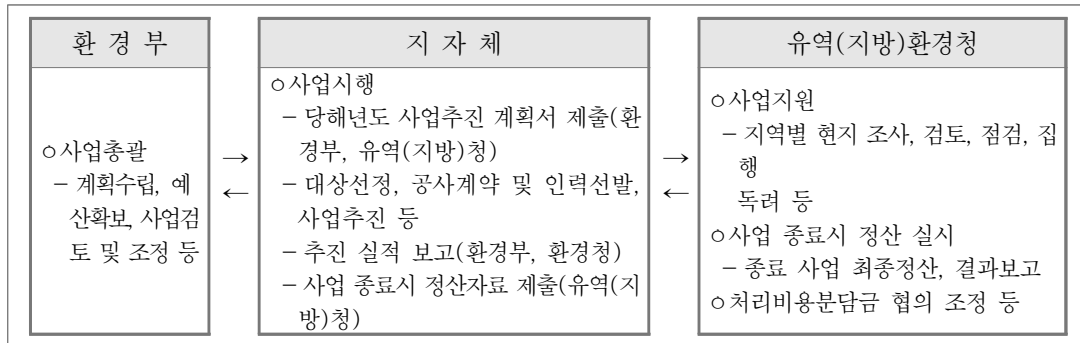 환 경 부
○사업총괄
- 계획수립, 예
산확보, 사업검
토 및 조정 등
→
←
지 자 체
○사업시행
- 당해년도 사업추진 계획서 제출(환
경부, 유역(지방)청)
- 대상선정, 공사계약 및 인력선발,
사업추진 등
- 추진 실적 보고(환경부, 환경청)
- 사업 종료시 정산자료 제출(유역(지
방)청)
→
←
유역(지방)환경청
○사업지원
- 지역별 현지 조사, 검토, 점검, 집
행
독려 등
○사업 종료시 정산 실시
- 종료 사업 최종정산, 결과보고
○처리비용분담금 협의 조정 등